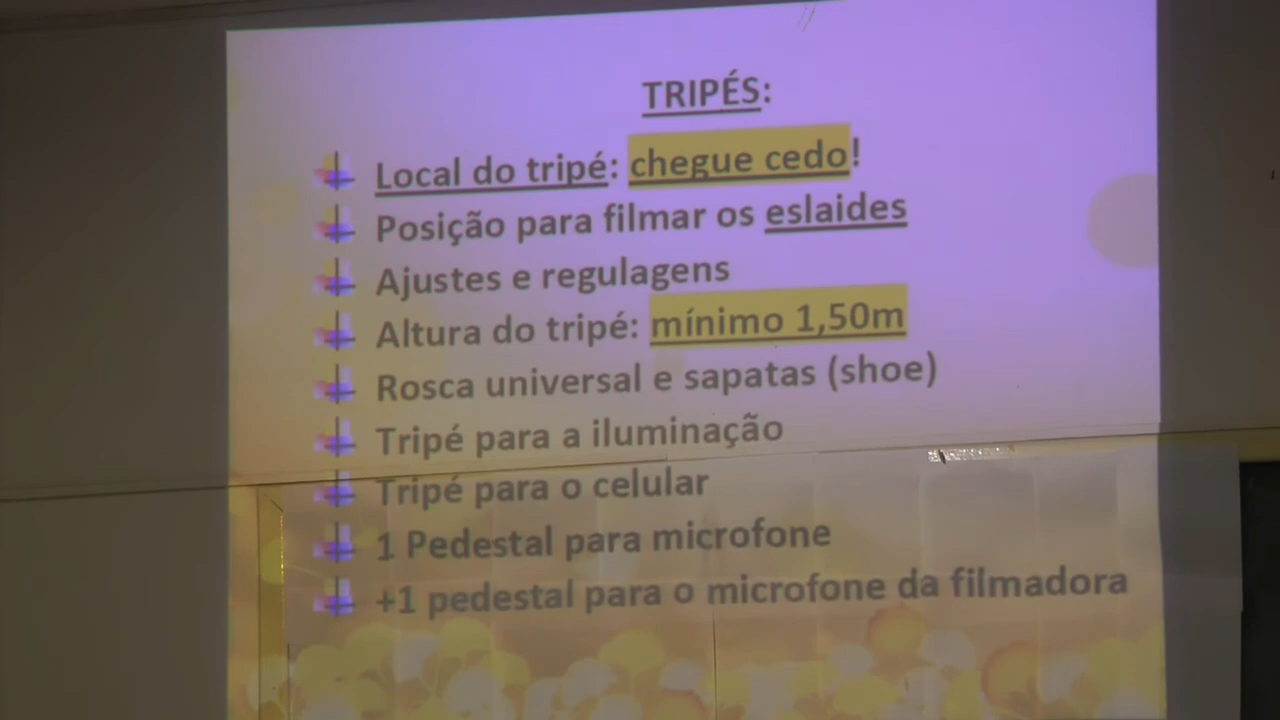 TRIPÉS:
Local do tripé: chegue cedo!
Posição para filmar os eslaides
Ajustes e regulagens
Altura do tripé: mínimo 1,50m
Rosca universal e sapatas (shoe)
Tripé para a iluminação
Tripé para o celular
1 Pedestal para microfone
+1 pedestal para o microfone da filmadora